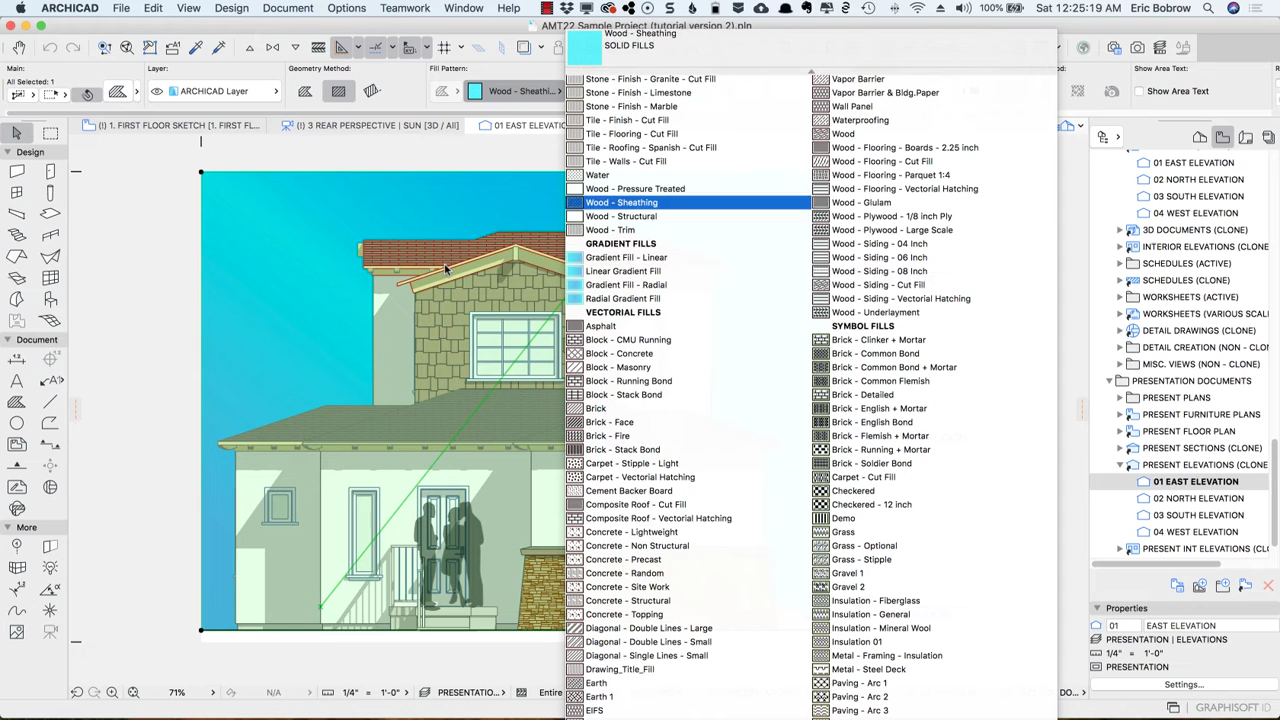 ARCHICAD File Edit View Design Document Options Teamwork Window Help 100% 12:25:19 AM Eric Bobrow
AMT22 Sample Project (tutorial version 2).pln
Wood - Sheathing
SOLID FILLS
Main:
All Selected: 1
Layer:
ARCHICAD Layer
Geometry Method:
Fill Pattern:
Wood - Sheathi...
Area:
Show Area Text:
Show Area Text
(!) 1. FIRST FLOOR SKETCH [1. FIRST FL...
(!) 3 REAR PERSPECTIVE | SUN [3D / All]
01 EAST ELEVATIO
Design
Document
More
Stone - Finish - Granite - Cut Fill
Stone - Finish - Limestone
Stone - Finish - Marble
Tile - Finish - Cut Fill
Tile - Flooring - Cut Fill
Tile - Roofing - Spanish - Cut Fill
Tile - Walls - Cut Fill
Water
Wood - Pressure Treated
Wood - Sheathing
Wood - Structural
Wood - Trim
GRADIENT FILLS
Gradient Fill - Linear
Linear Gradient Fill
Gradient Fill - Radial
Radial Gradient Fill
VECTORIAL FILLS
Asphalt
Block - CMU Running
Block - Concrete
Block - Masonry
Block - Running Bond
Block - Stack Bond
Brick
Brick - Face
Brick - Fire
Brick - Stack Bond
Carpet - Stipple - Light
Carpet - Vectorial Hatching
Cement Backer Board
Composite Roof - Cut Fill
Composite Roof - Vectorial Hatching
Concrete - Lightweight
Concrete - Non Structural
Concrete - Precast
Concrete - Random
Concrete - Site Work
Concrete - Structural
Concrete - Topping
Diagonal - Double Lines - Large
Diagonal - Double Lines - Small
Diagonal - Single Lines - Small
Drawing_Title_Fill
Earth
Earth 1
EIFS
Vapor Barrier
Vapor Barrier & Bldg.Paper
Wall Panel
Waterproofing
Wood
Wood - Flooring - Boards - 2.25 inch
Wood - Flooring - Cut Fill
Wood - Flooring - Parquet 1:4
Wood - Flooring - Vectorial Hatching
Wood - Glulam
Wood - Plywood - 1/8 inch Ply
Wood - Plywood - Large Scale
Wood - Siding - 04 Inch
Wood - Siding - 06 Inch
Wood - Siding - 08 Inch
Wood - Siding - Cut Fill
Wood - Siding - Vectorial Hatching
Wood - Underlayment
SYMBOL FILLS
Brick - Clinker + Mortar
Brick - Common Bond
Brick - Common Bond + Mortar
Brick - Common Flemish
Brick - Detailed
Brick - English + Mortar
Brick - English Bond
Brick - Flemish + Mortar
Brick - Running + Mortar
Brick - Soldier Bond
Carpet - Cut Fill
Checkered
Checkered - 12 inch
Demo
Grass
Grass - Optional
Grass - Stipple
Gravel 1
Gravel 2
Insulation - Fiberglass
Insulation - General
Insulation - Mineral Wool
Insulation 01
Metal - Framing - Insulation
Metal - Steel Deck
Paving - Arc 1
Paving - Arc 2
Paving - Arc 3
01 EAST ELEVATION
02 NORTH ELEVATION
03 SOUTH ELEVATION
04 WEST ELEVATION
3D DOCUMENTS (CLONE)
INTERIOR ELEVATIONS (CLONE)
SCHEDULES (ACTIVE)
SCHEDULES (CLONE)
WORKSHEETS (ACTIVE)
WORKSHEETS (VARIOUS SCAL
DETAIL DRAWINGS (CLONE)
DETAIL CREATION (NON - CLON
MISC. VIEWS (NON - CLONE)
PRESENTATION DOCUMENTS
PRESENT PLANS
PRESENT FURNITURE PLANS
PRESENT FLOOR PLAN
PRESENT SECTIONS (CLONE)
PRESENT ELEVATIONS (CLONE
01 EAST ELEVATION
02 NORTH ELEVATION
03 SOUTH ELEVATION
04 WEST ELEVATION
PRESENT INT ELEVATIONS (CL
Properties
01 EAST ELEVATION
PRESENTATION | ELEVATIONS
1/4" = 1'-0"
PRESENTATION
Settings...
71% N/A 1/4" = 1'-0" PRESENTATIO... Entire
DO...
GRAPHISOFT ID